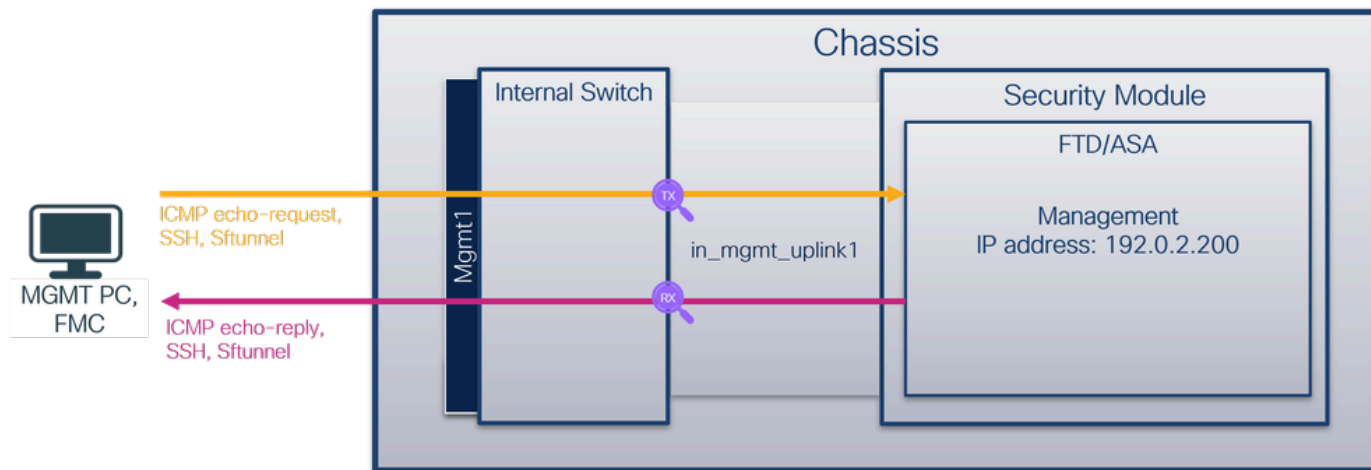 Chassis
Internal Switch
Security Module
FTD/ASA
Mgmt1
TX
ICMP echo-request,
SSH, Sftunnel
Management
IP address: 192.0.2.200
in_mgmt_uplink1
MGMT PC,
FMC
RX
ICMP echo-reply,
SSH, Sftunnel